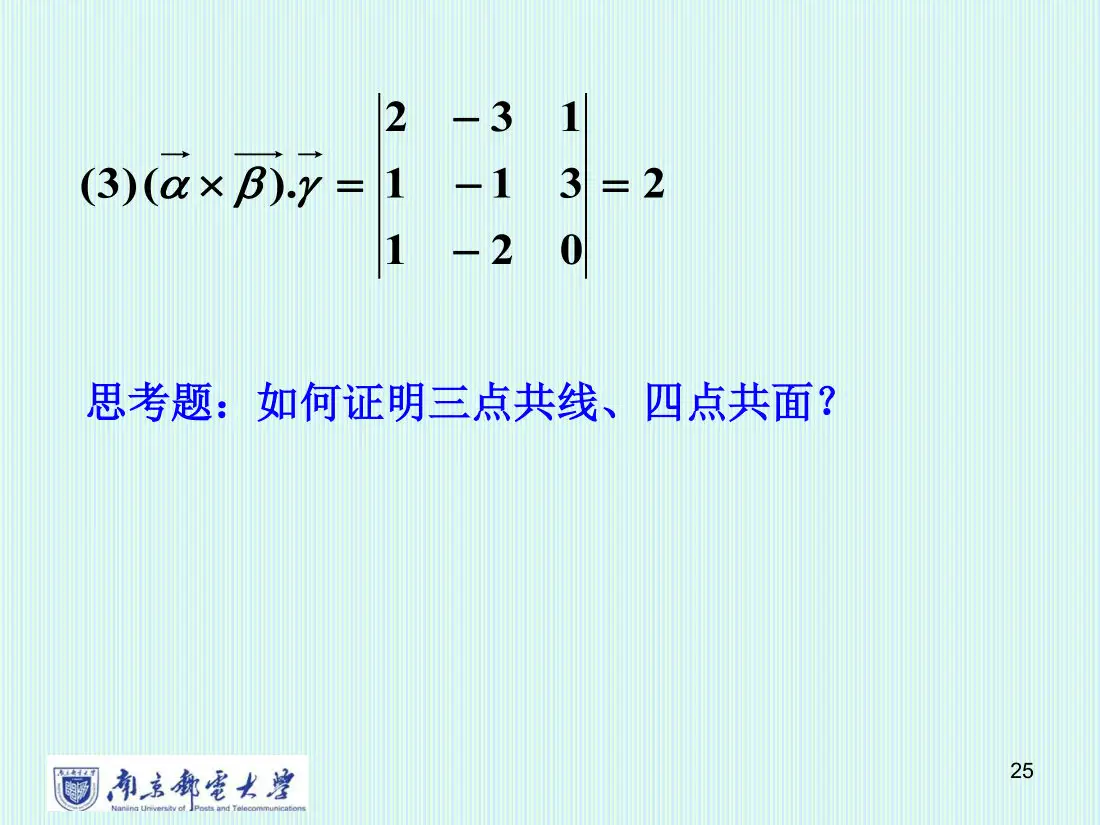 2 −3 1
(3)(α × β).γ = 1 −1 3 = 2
1 −2 0
思考题：如何证明三点共线、四点共面？
南京邮电大学
Nanjing University of Posts and Telecommunications
25